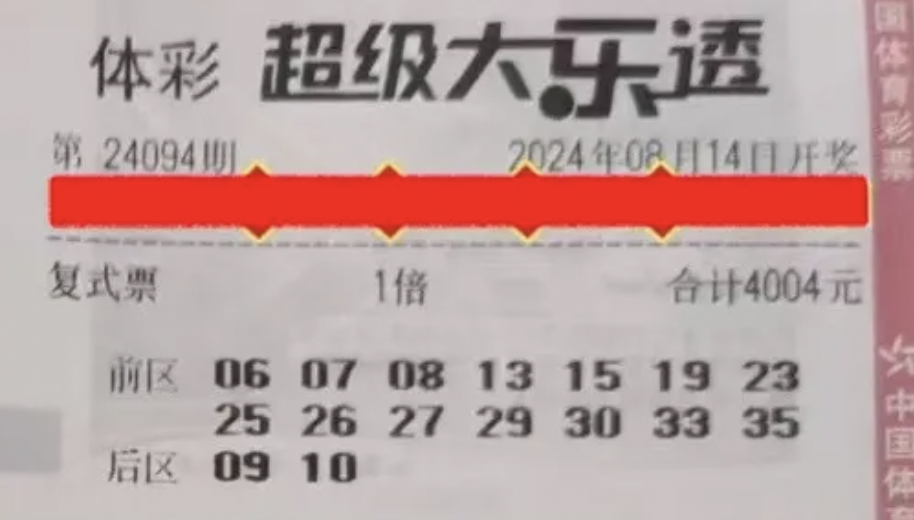 体彩 超级大乐透
第 24094期 2024年08月14日开奖
复式票 1倍 合计4004元
前区 06 07 08 13 15 19 23
25 26 27 29 30 33 35
后区 09 10
国体育彩票
中国体育